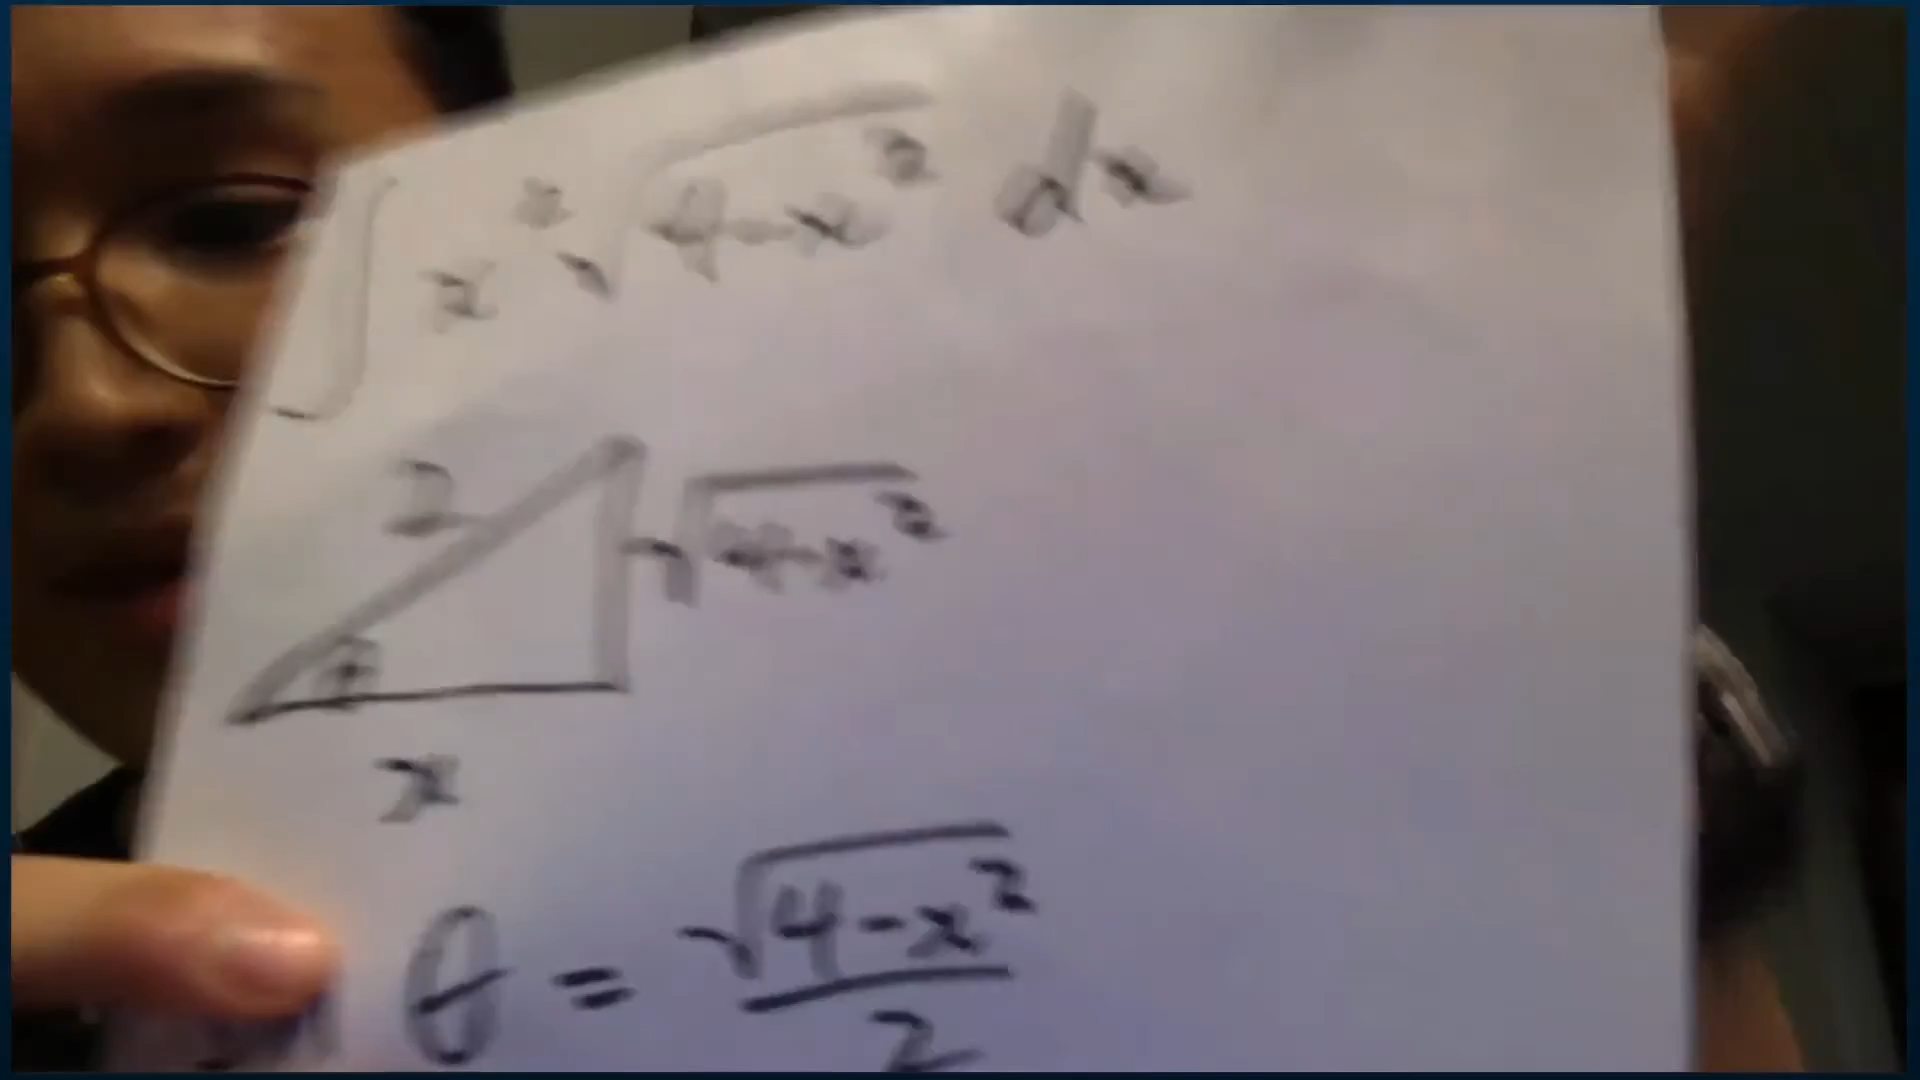 ∫ x² √(4-x²) dx
2
√(4-x²)
θ
x
θ = √(4-x²) / 2